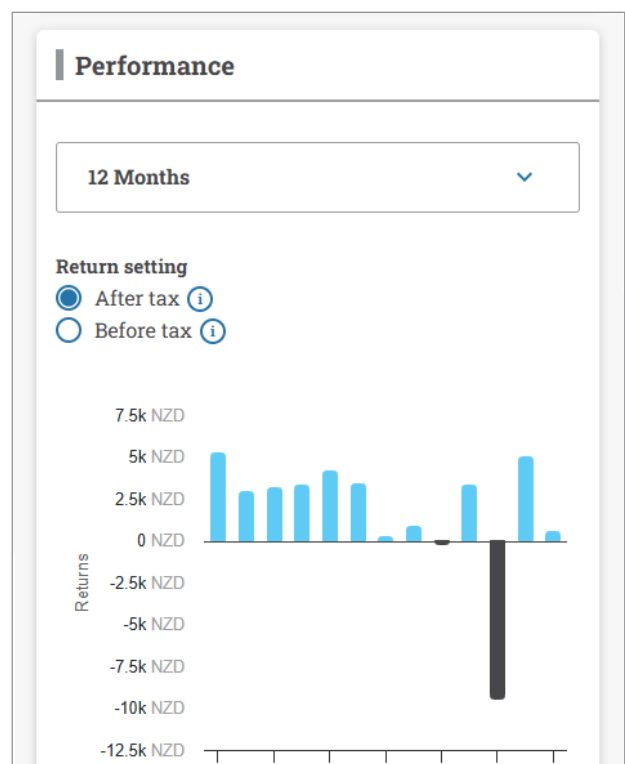 Performance
12 Months
Return setting
After tax
Before tax
7.5k NZD
5k NZD
2.5k NZD
0 NZD
-2.5k NZD
-5k NZD
-7.5k NZD
-10k NZD
-12.5k NZD
Returns